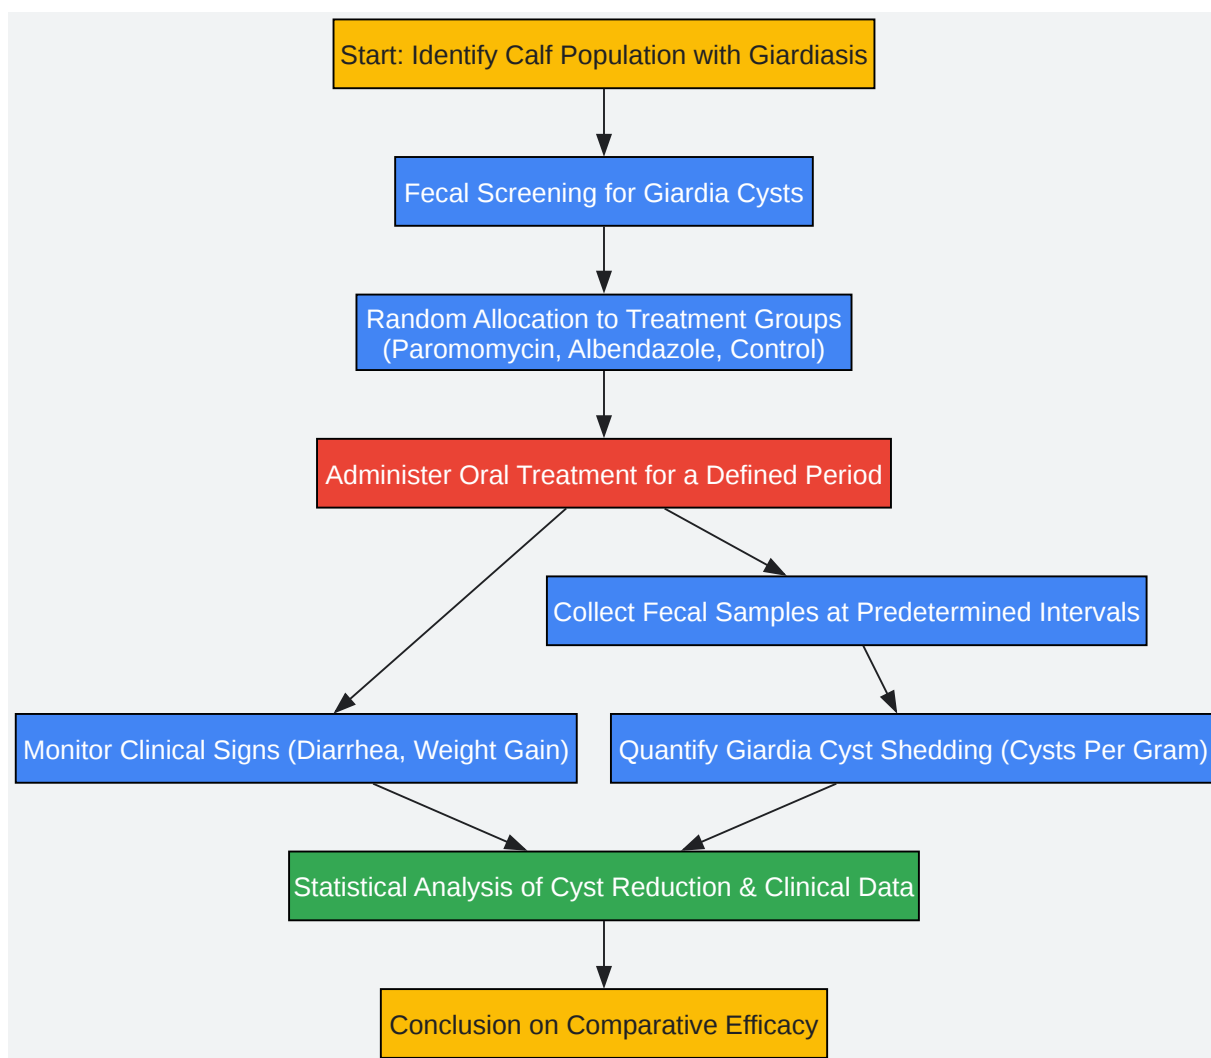 Start: Identify Calf Population with Giardiasis
Fecal Screening for Giardia Cysts
Random Allocation to Treatment Groups
(Paromomycin, Albendazole, Control)
Administer Oral Treatment for a Defined Period
Collect Fecal Samples at Predetermined Intervals
Monitor Clinical Signs (Diarrhea, Weight Gain)
Quantify Giardia Cyst Shedding (Cysts Per Gram)
Statistical Analysis of Cyst Reduction & Clinical Data
Conclusion on Comparative Efficacy